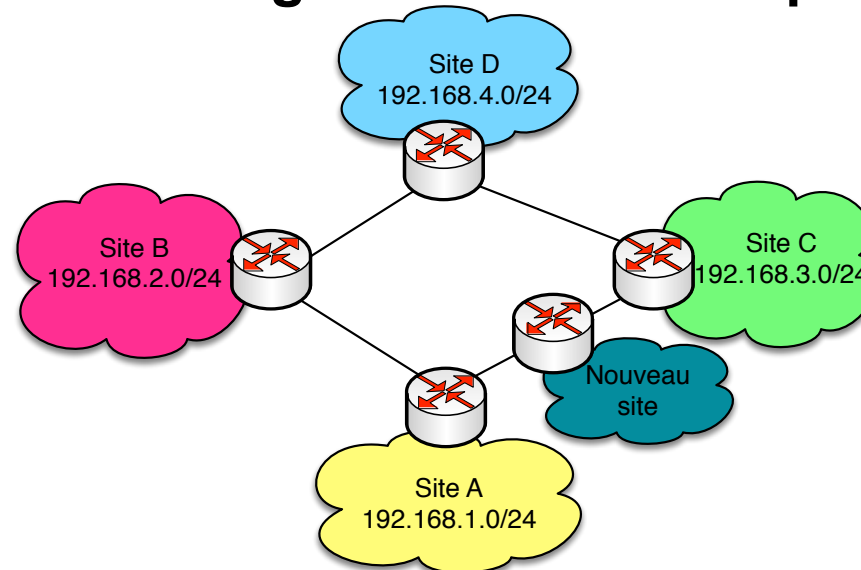 Site D
192.168.4.0/24
Site B
192.168.2.0/24
Site C
192.168.3.0/24
Nouveau
site
Site A
192.168.1.0/24